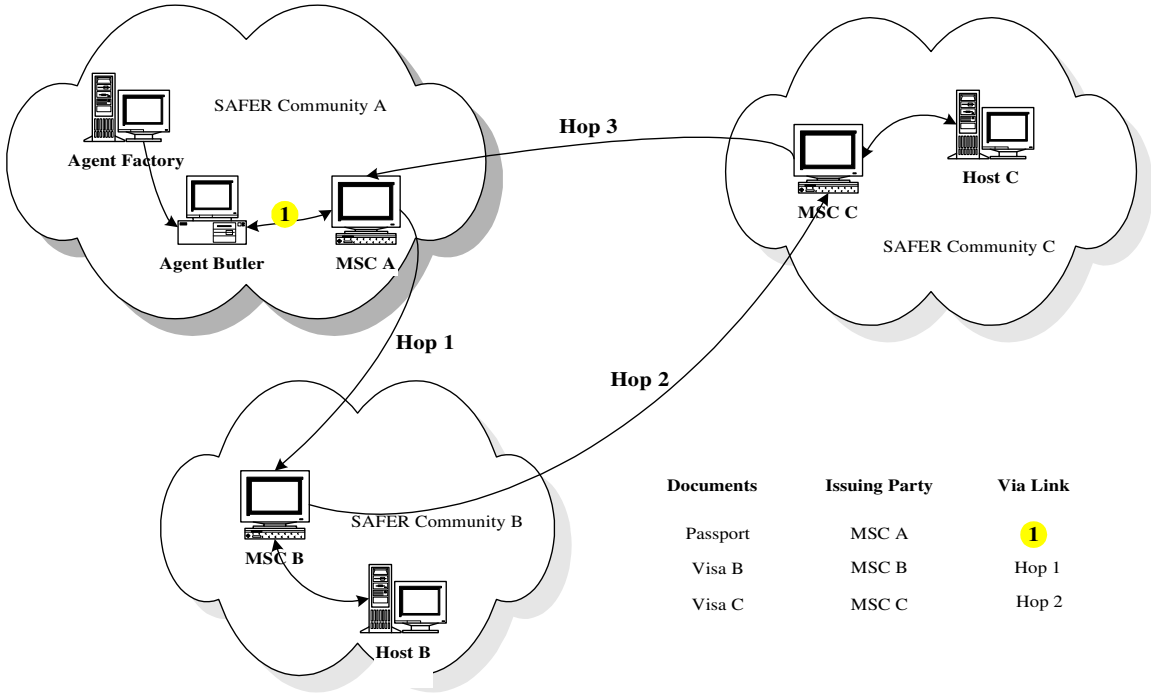 SAFER Community A
Agent Factory
1
Agent Butler
MSC A
Hop 3
MSC C
Host C
SAFER Community C
Hop 1
Hop 2
SAFER Community B
MSC B
Host B
Documents Issuing Party Via Link
Passport MSC A 1
Visa B MSC B Hop 1
Visa C MSC C Hop 2